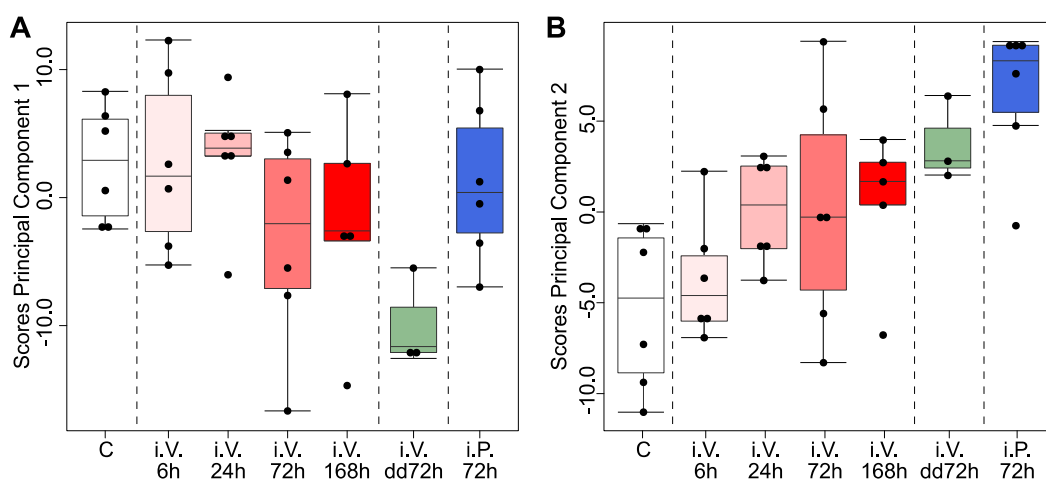 A
Scores Principal Component 1
10.0
0.0
-10.0
C
i.V. 6h
i.V. 24h
i.V. 72h
i.V. 168h
i.V. dd72h
i.P. 72h
B
Scores Principal Component 2
5.0
0.0
-5.0
-10.0
C
i.V. 6h
i.V. 24h
i.V. 72h
i.V. 168h
i.V. dd72h
i.P. 72h